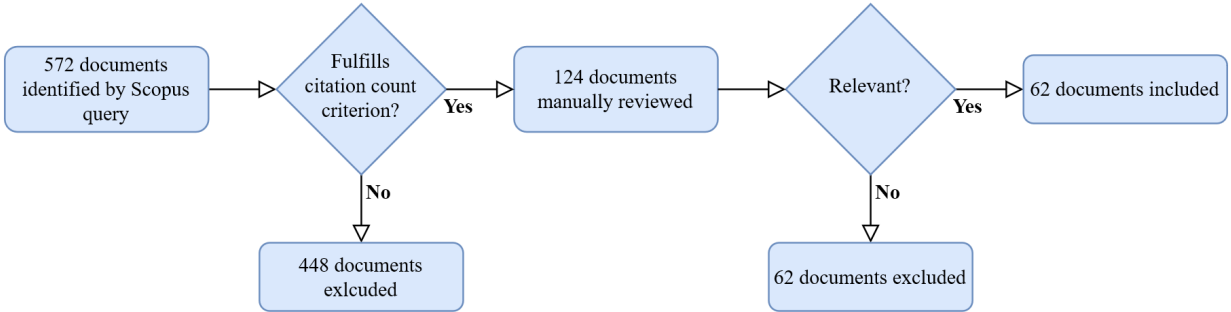 572 documents
identified by Scopus
query
Fulfills
citation count
criterion?
Yes
124 documents
manually reviewed
Relevant?
Yes
62 documents included
No
448 documents
exlcuded
No
62 documents excluded